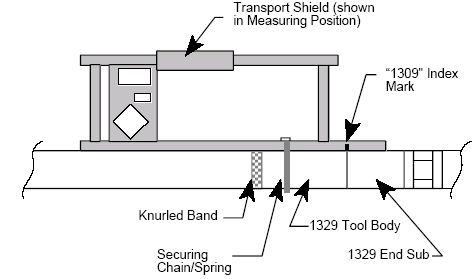 Transport Shield (shown
in Measuring Position)
“1309” Index
Mark
Knurled Band
1329 Tool Body
Securing
Chain/Spring
1329 End Sub